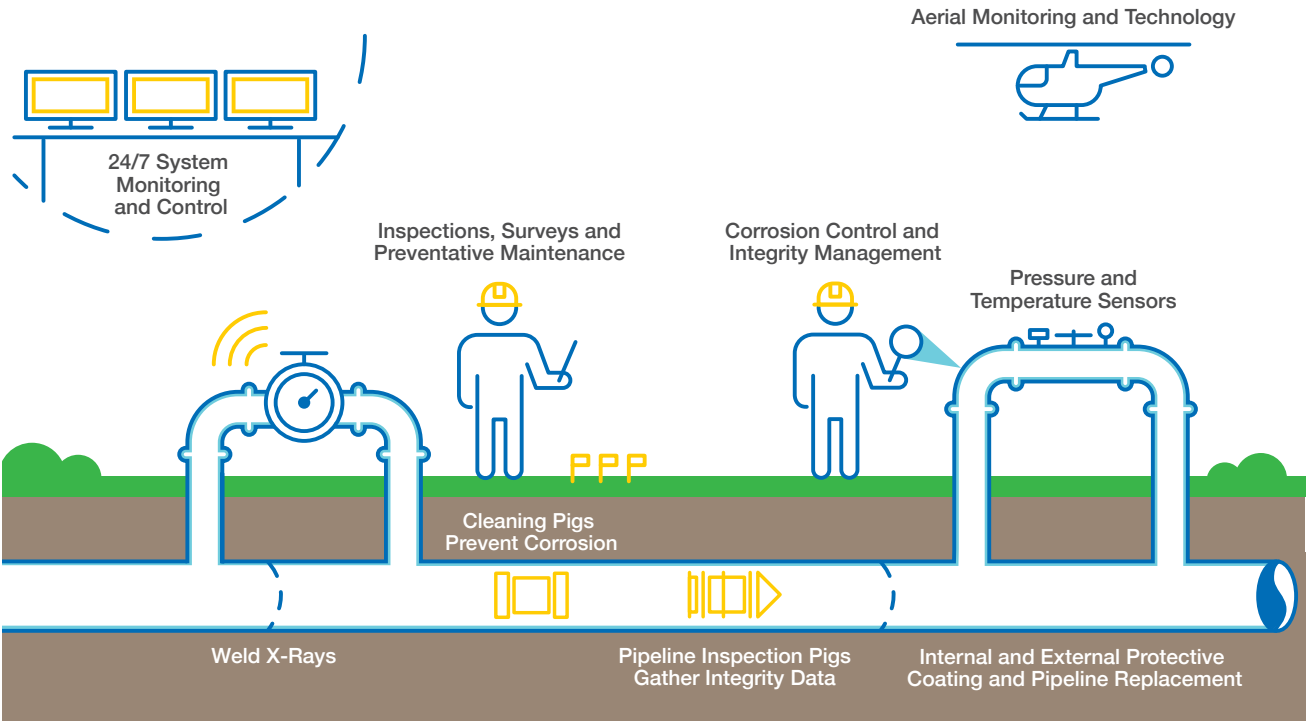 Aerial Monitoring and Technology
24/7 System
Monitoring
and Control
Inspections, Surveys and
Preventative Maintenance
Corrosion Control and
Integrity Management
Pressure and
Temperature Sensors
Cleaning Pigs
Prevent Corrosion
Weld X-Rays
Pipeline Inspection Pigs
Gather Integrity Data
Internal and External Protective
Coating and Pipeline Replacement